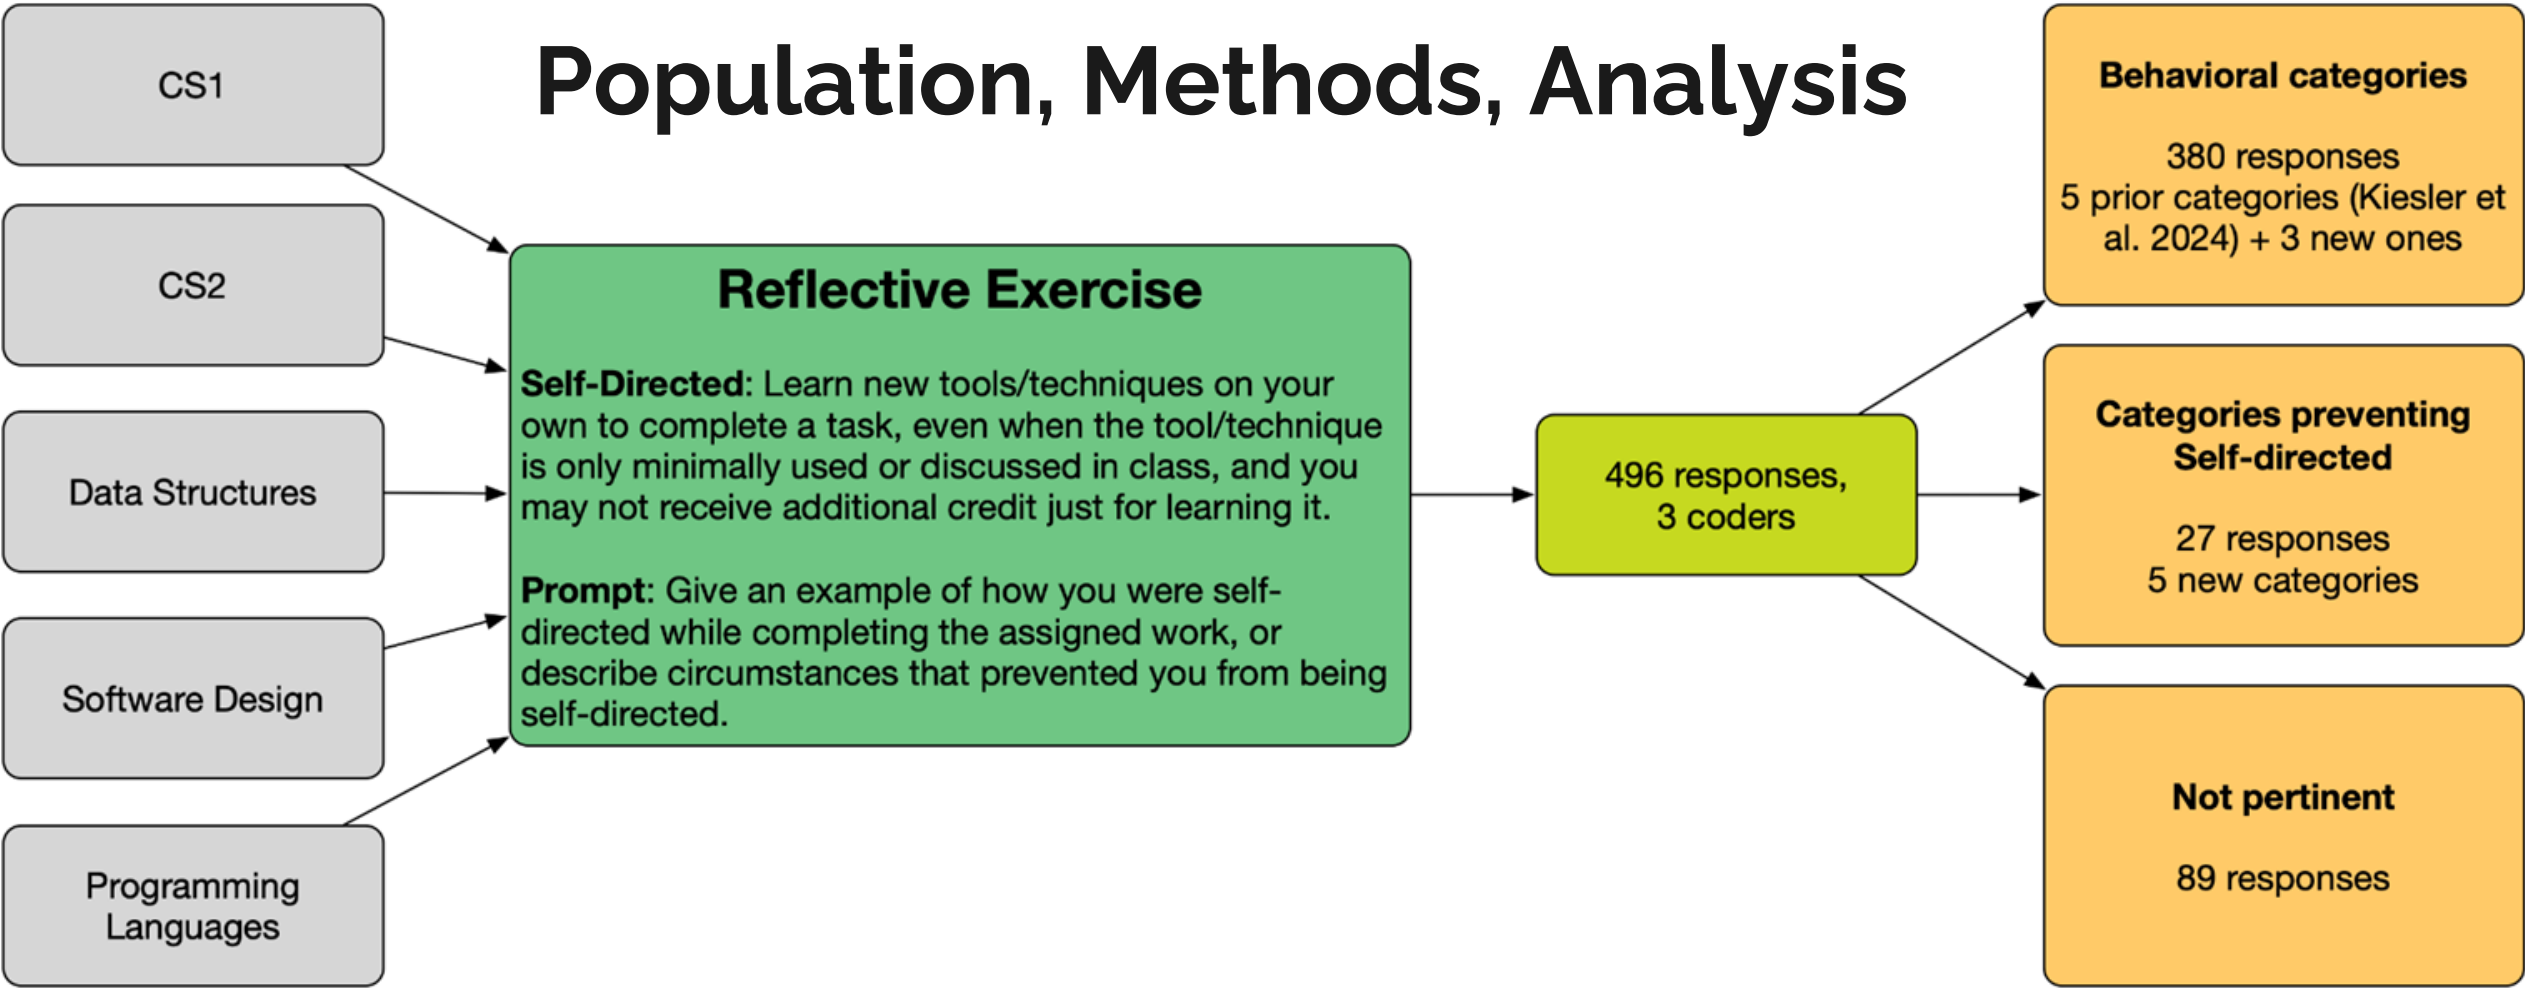 Population, Methods, Analysis
CS1
CS2
Data Structures
Software Design
Programming
Languages
Reflective Exercise
Self-Directed: Learn new tools/techniques on your
own to complete a task, even when the tool/technique
is only minimally used or discussed in class, and you
may not receive additional credit just for learning it.
Prompt: Give an example of how you were self-
directed while completing the assigned work, or
describe circumstances that prevented you from being
self-directed.
496 responses,
3 coders
Behavioral categories
380 responses
5 prior categories (Kiesler et
al. 2024) + 3 new ones
Categories preventing
Self-directed
27 responses
5 new categories
Not pertinent
89 responses